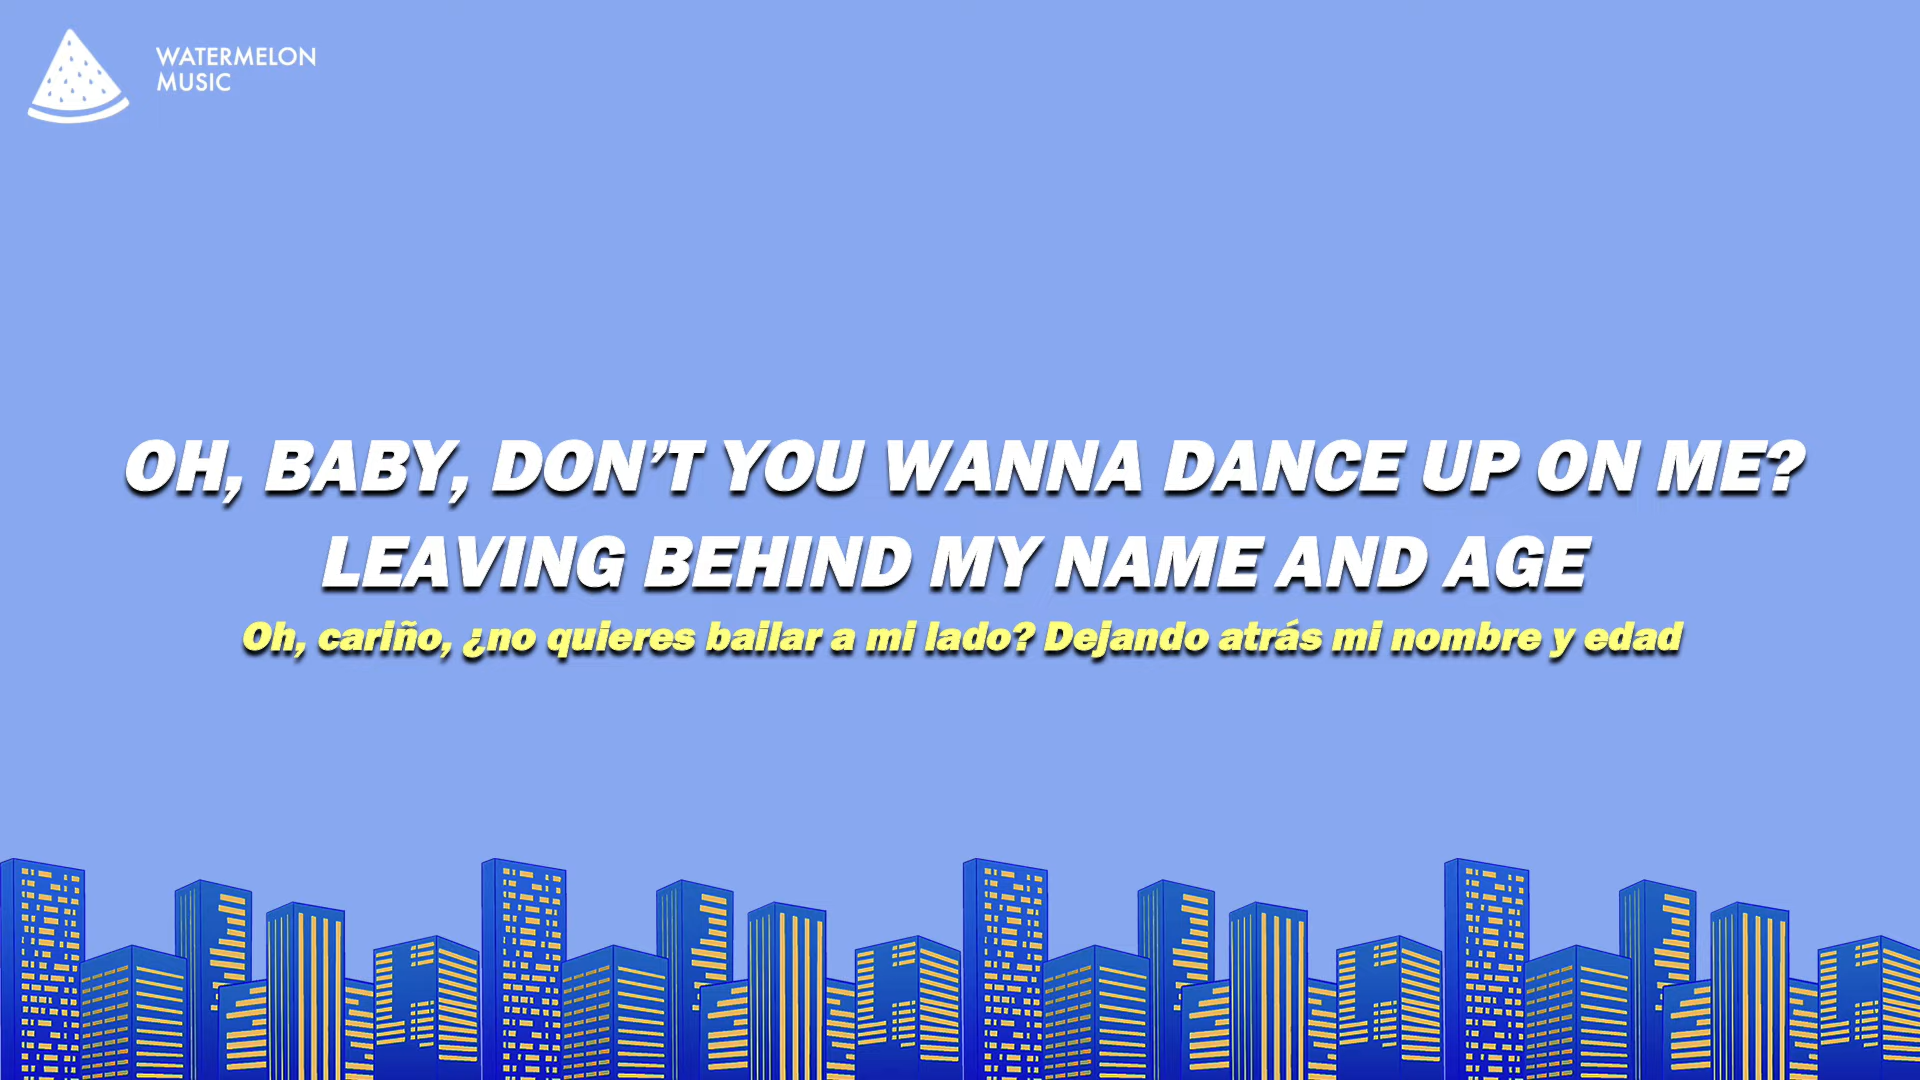 WATERMELON
MUSIC
OH, BABY, DON’T YOU WANNA DANCE UP ON ME?
LEAVING BEHIND MY NAME AND AGE
Oh, cariño, ¿no quieres bailar a mi lado? Dejando atrás mi nombre y edad